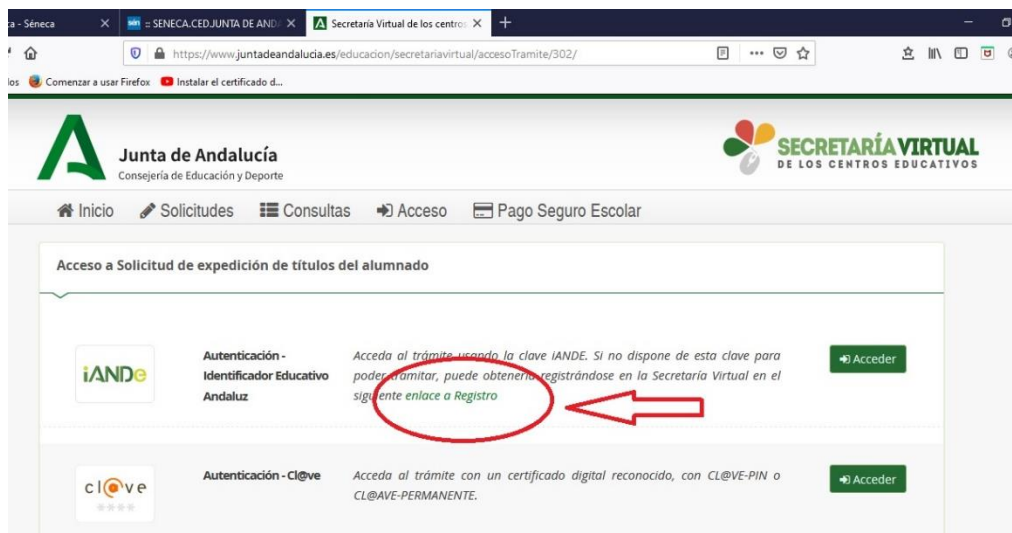 a - Séneca
:: SENECA.CED.JUNTA DE AND
Secretaría Virtual de los centros
https://www.juntadeandalucia.es/educacion/secretariavirtual/accesoTramite/302/
Comenzar a usar Firefox Instalar el certificado d...
Junta de Andalucía
Consejería de Educación y Deporte
SECRETARÍA VIRTUAL
DE LOS CENTROS EDUCATIVOS
Inicio Solicitudes Consultas Acceso Pago Seguro Escolar
Acceso a Solicitud de expedición de títulos del alumnado
iANDe
Autenticación -
Identificador Educativo
Andaluz
Acceda al trámite usando la clave iANDE. Si no dispone de esta clave para
poder tramitar, puede obtenerla registrándose en la Secretaría Virtual en el
siguiente enlace a Registro
Acceder
cl@ve
Autenticación - Cl@ve
Acceda al trámite con un certificado digital reconocido, con CL@VE-PIN o
CL@AVE-PERMANENTE.
Acceder